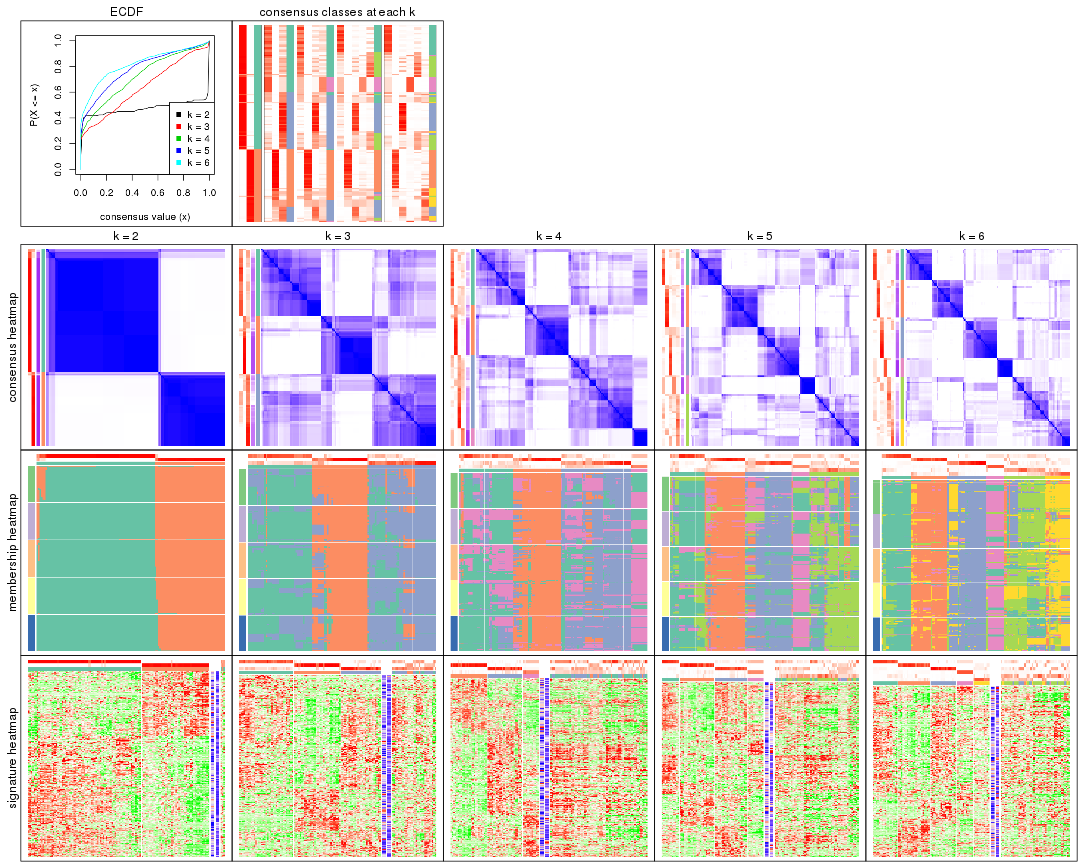 ECDF
consensus classes at each k
P(X <= x)
0.0 0.2 0.4 0.6 0.8 1.0
k = 2
k = 3
k = 4
k = 5
k = 6
0.0 0.2 0.4 0.6 0.8 1.0
consensus value (x)
k = 2 k = 3 k = 4 k = 5 k = 6
consensus heatmap
membership heatmap
signature heatmap